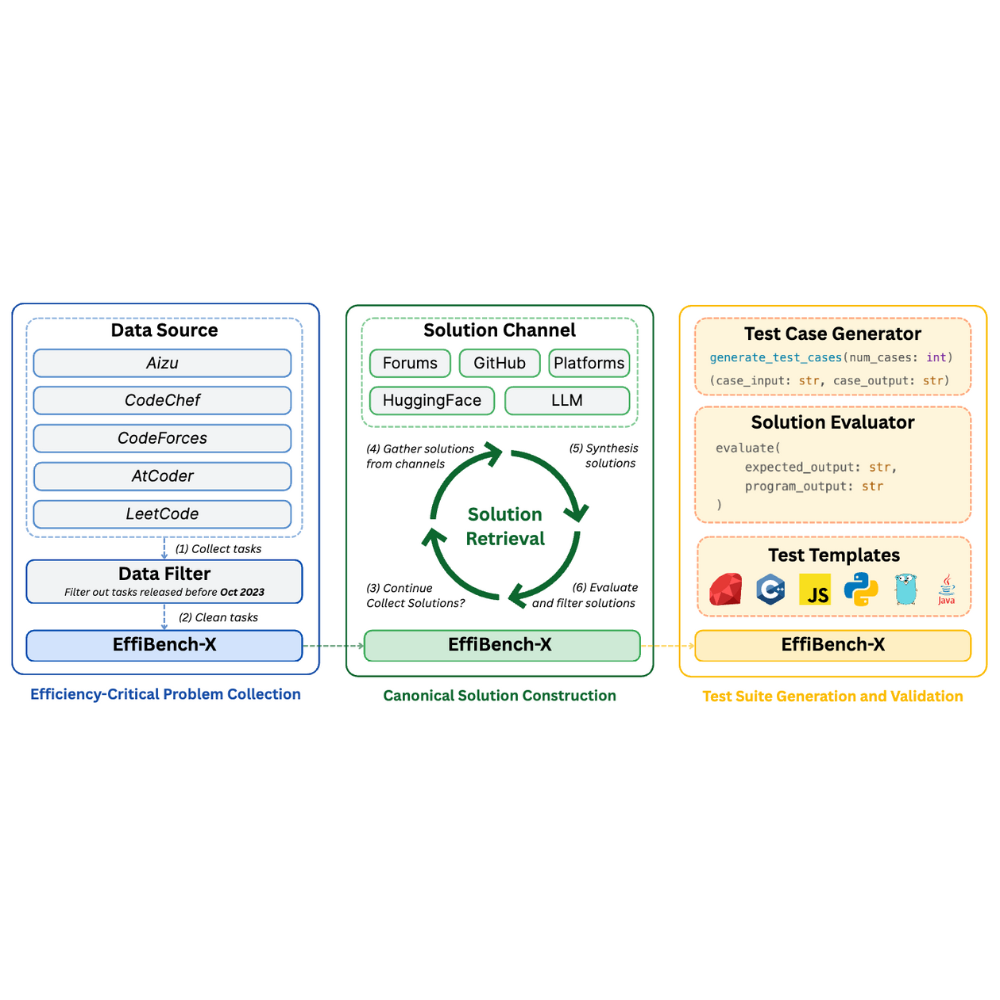 Data Source
Aizu
CodeChef
CodeForces
AtCoder
LeetCode
(1) Collect tasks
Data Filter
Filter out tasks released before Oct 2023
(2) Clean tasks
EffiBench-X
Efficiency-Critical Problem Collection
Solution Channel
Forums
GitHub
Platforms
HuggingFace
LLM
(4) Gather solutions
from channels
(5) Synthesis
solutions
Solution
Retrieval
(3) Continue
Collect Solutions?
(6) Evaluate
and filter solutions
EffiBench-X
Canonical Solution Construction
Test Case Generator
generate_test_cases(num_cases: int)
(case_input: str, case_output: str)
Solution Evaluator
evaluate(
expected_output: str,
program_output: str
)
Test Templates
C++
JS
Java
EffiBench-X
Test Suite Generation and Validation